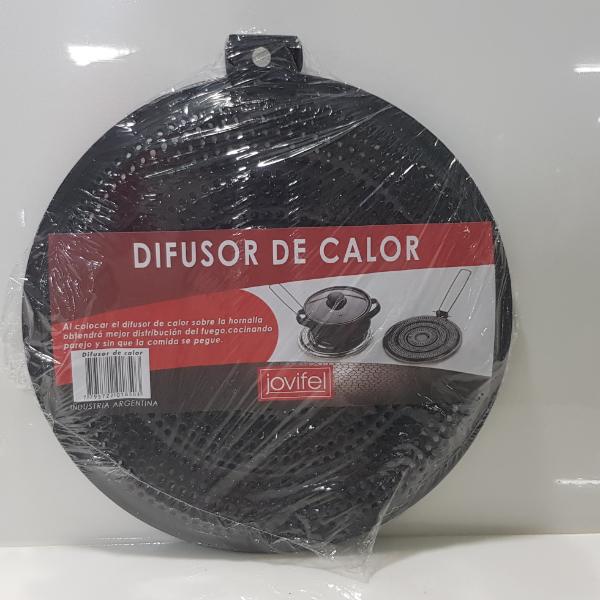 DIFUSOR DE CALOR
Al colocar el difusor de calor sobre la hornalla
obtendrá mejor distribución del fuego,cocinando
parejo y sin que la comida se pegue.
Difusor de calor
INDUSTRIA ARGENTINA
jovifel